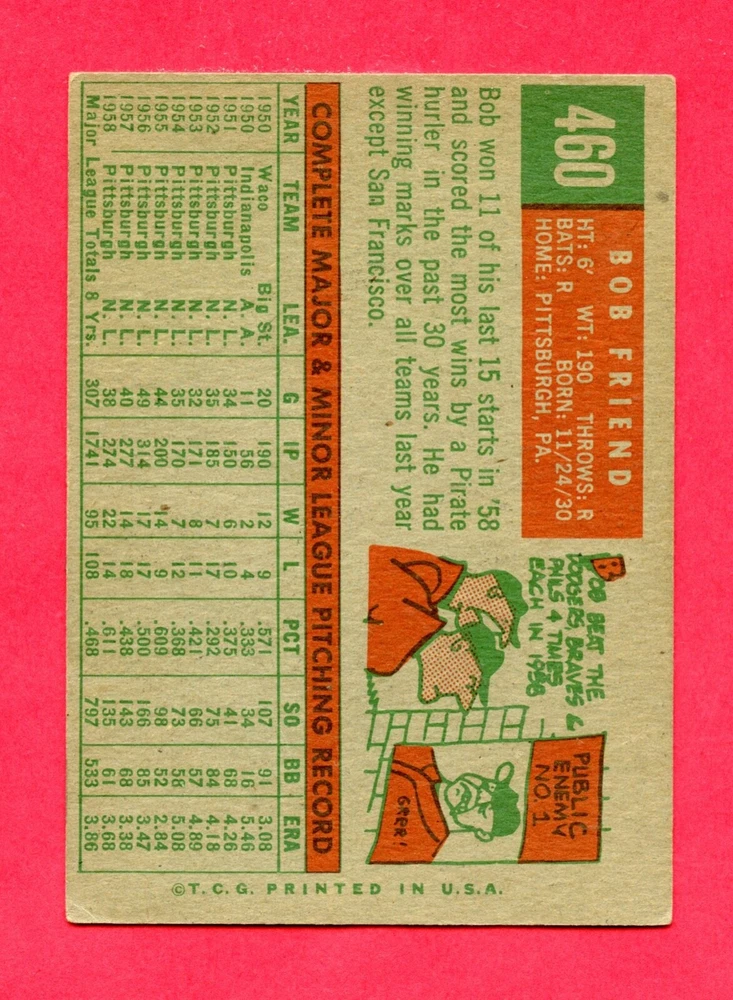 460
BOB FRIEND
HT: 6' WT: 190 THROWS: R
BATS: R BORN: 11/24/30
HOME: PITTSBURGH, PA.
Bob won 11 of his last 15 starts in '58
and scored the most wins by a Pirate
hurler in the past 30 years. He had
winning marks over all teams last year
except San Francisco.
BOB BEAT THE
DODGERS, BRAVES &
PHILS 4 TIMES
EACH IN 1958
PUBLIC
ENEMY
NO. 1
GRRR!
COMPLETE MAJOR & MINOR LEAGUE PITCHING RECORD
YEAR TEAM LEA. G IP W L PCT SO BB ERA
1950 Waco Big St. 20 190 12 9 .571 107 91 3.08
1950 Indianapolis A. A. 11 56 2 4 .333 34 16 5.46
1951 Pittsburgh N. L. 34 150 6 10 .375 41 68 4.26
1952 Pittsburgh N. L. 35 185 7 17 .292 75 84 4.18
1953 Pittsburgh N. L. 32 171 8 11 .421 66 57 4.89
1954 Pittsburgh N. L. 35 170 7 12 .368 73 58 5.08
1955 Pittsburgh N. L. 44 200 14 9 .609 98 52 2.84
1956 Pittsburgh N. L. 49 314 17 17 .500 166 85 3.47
1957 Pittsburgh N. L. 40 277 14 18 .438 143 68 3.38
1958 Pittsburgh N. L. 38 274 22 14 .611 135 61 3.68
Major League Totals 8 Yrs. 307 1741 95 108 .468 797 533 3.86
©T.C.G. PRINTED IN U.S.A.